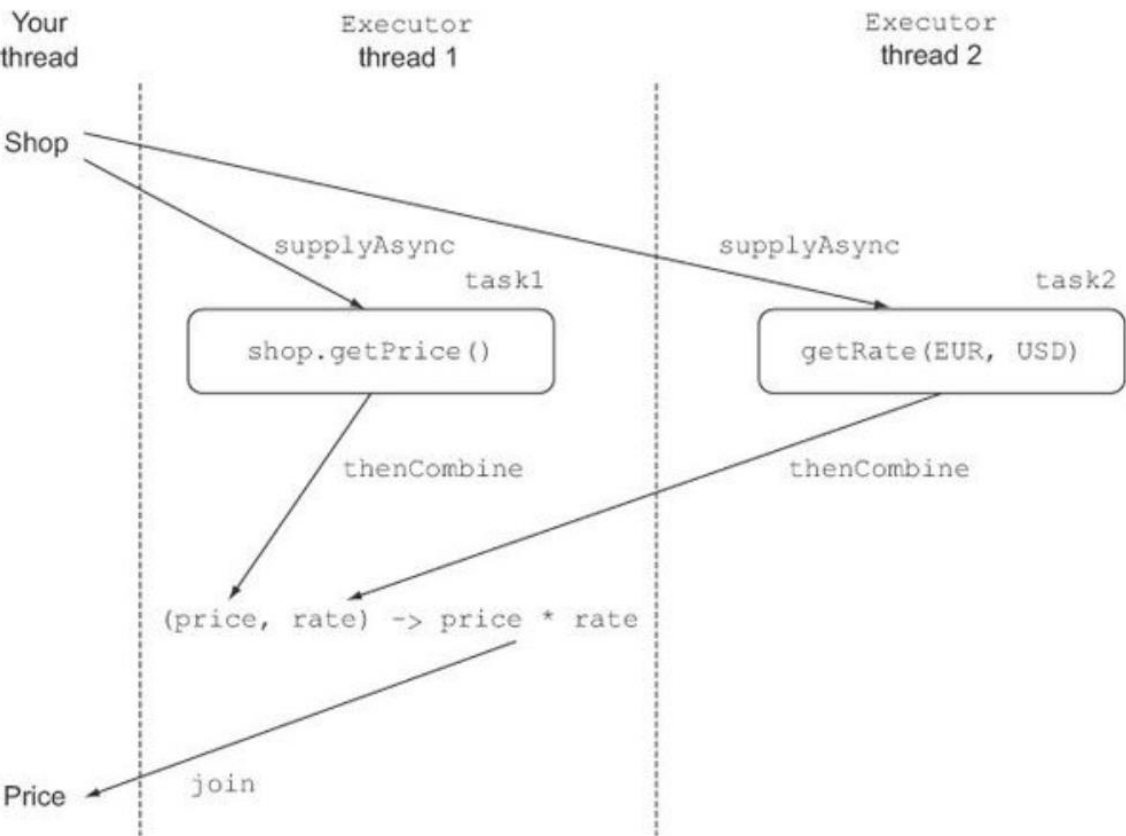 Your
thread
Executor
thread 1
Executor
thread 2
Shop
supplyAsync
supplyAsync
task1
task2
shop.getPrice()
getRate(EUR, USD)
thenCombine
thenCombine
(price, rate) -> price * rate
join
Price